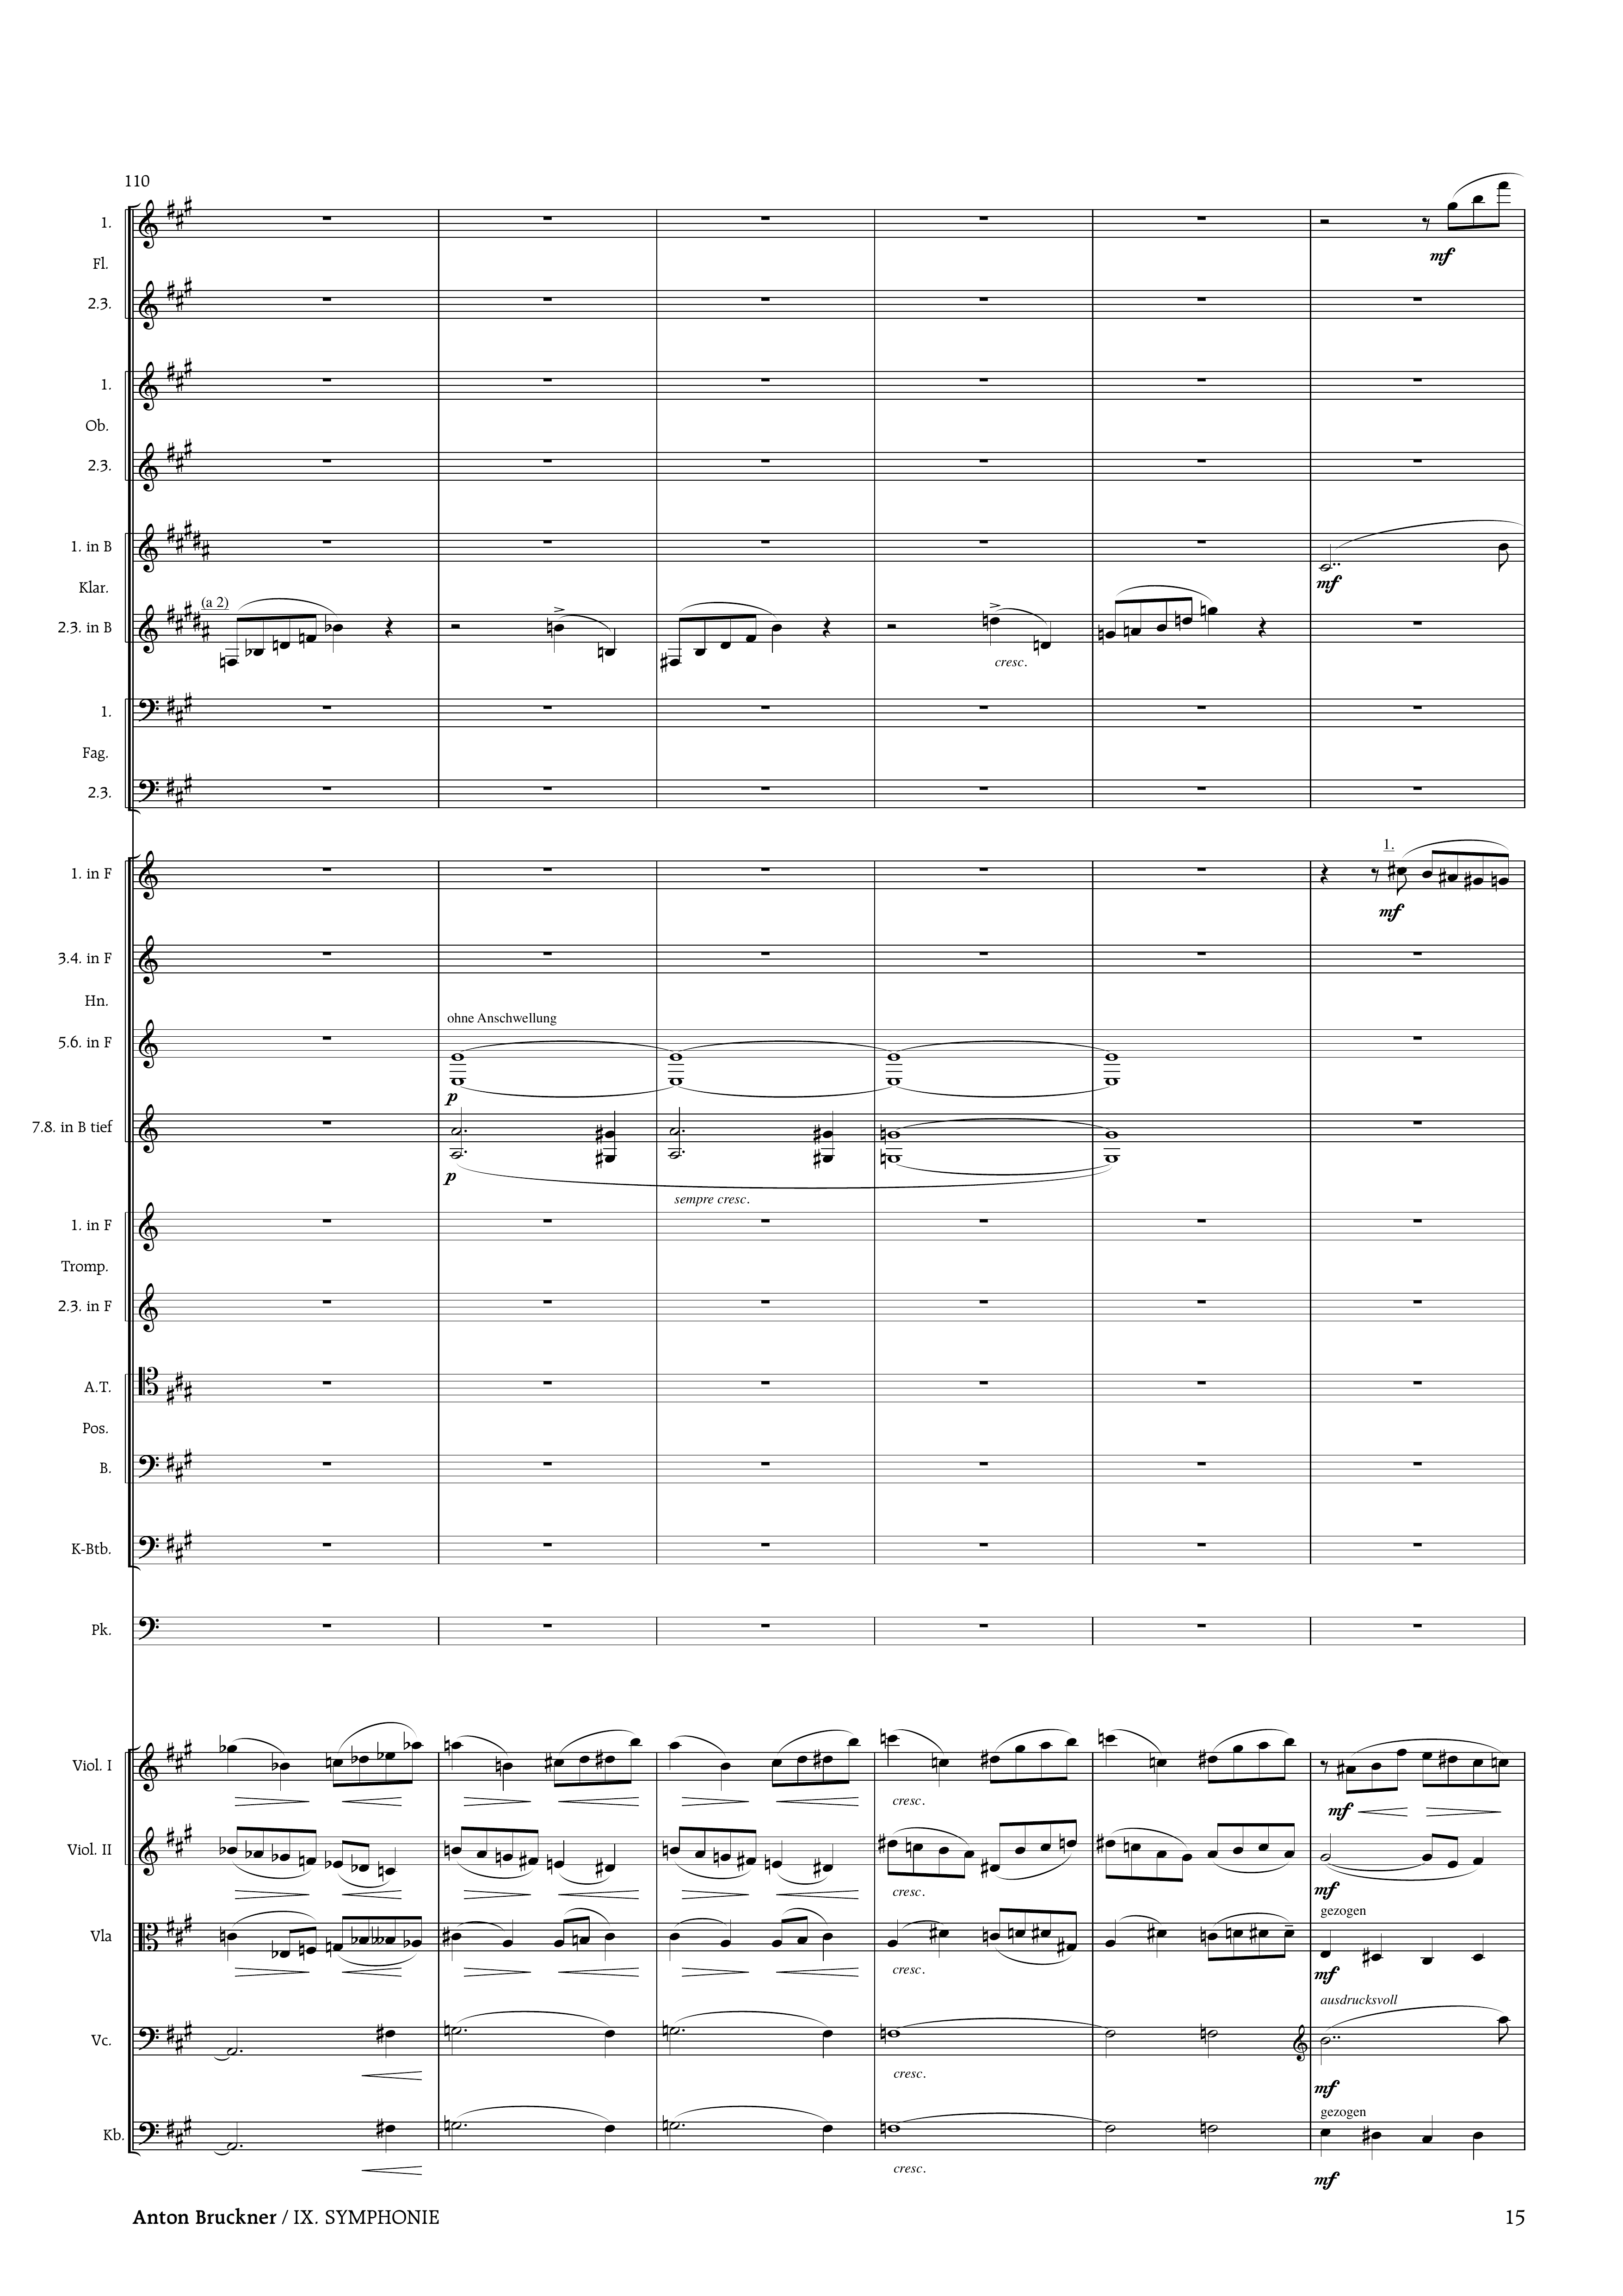 110
1.
Fl.
mf
2.3.
1.
Ob.
2.3.
1. in B
mf
Klar.
(a 2)
2.3. in B
cresc.
1.
Fag.
2.3.
1.
1. in F
mf
3.4. in F
Hn.
ohne Anschwellung
5.6. in F
p
7.8. in B tief
p
sempre cresc.
1. in F
Tromp.
2.3. in F
A.T.
Pos.
B.
K-Btb.
Pk.
Viol. I
cresc.
mf
Viol. II
cresc.
mf
gezogen
Vla
cresc.
mf
ausdrucksvoll
Vc.
cresc.
mf
gezogen
Kb.
cresc.
mf
Anton Bruckner / IX. SYMPHONIE 15